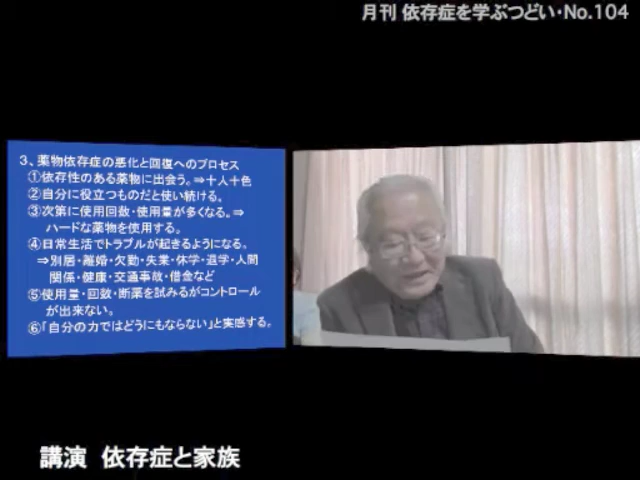 月刊 依存症を学ぶつどい・No.104
3、薬物依存症の悪化と回復へのプロセス
①依存性のある薬物に出会う。⇒十人十色
②自分に役立つものだと使い続ける。
③次第に使用回数・使用量が多くなる。⇒
ハードな薬物を使用する。
④日常生活でトラブルが起きるようになる。
⇒別居・離婚・欠勤・失業・休学・退学・人間
関係・健康・交通事故・借金など
⑤使用量・回数・断薬を試みるがコントロール
が出来ない。
⑥「自分の力ではどうにもならない」と実感する。
講演 依存症と家族